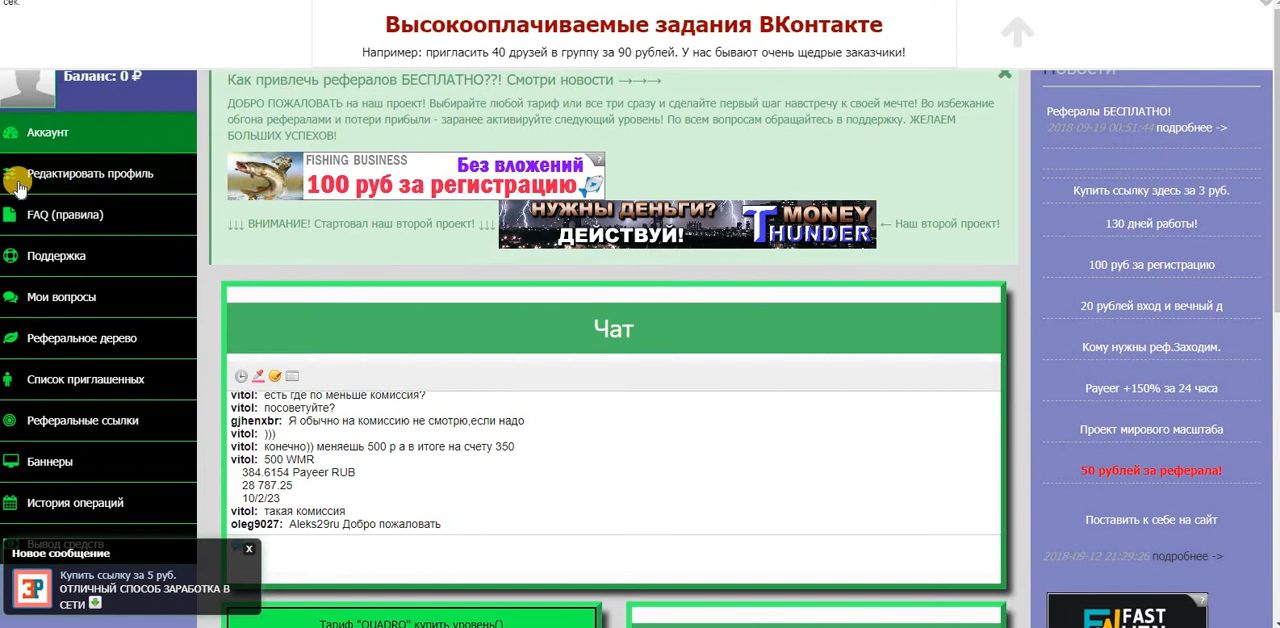 сек.
Высокооплачиваемые задания ВКонтакте
Например: пригласить 40 друзей в группу за 90 рублей. У нас бывают очень щедрые заказчики!
Баланс: 0 ₽
Аккаунт
Редактировать профиль
FAQ (правила)
Поддержка
Мои вопросы
Реферальное дерево
Список приглашенных
Реферальные ссылки
Баннеры
История операций
Вывод средств
Новое сообщение
x
Купить ссылку за 5 руб.
ОТЛИЧНЫЙ СПОСОБ ЗАРАБОТКА В
СЕТИ
Как привлечь рефералов БЕСПЛАТНО??! Смотри новости →→→
ДОБРО ПОЖАЛОВАТЬ на наш проект! Выбирайте любой тариф или все три сразу и сделайте первый шаг навстречу к своей мечте! Во избежание
обгона рефералами и потери прибыли - заранее активируйте следующий уровень! По всем вопросам обращайтесь в поддержку. ЖЕЛАЕМ
БОЛЬШИХ УСПЕХОВ!
FISHING BUSINESS
Без вложений
100 руб за регистрацию
?
↓↓↓ ВНИМАНИЕ! Стартовал наш второй проект! ↓↓↓
НУЖНЫ ДЕНЬГИ?
ДЕЙСТВУЙ!
MONEY
THUNDER
← Наш второй проект!
Чат
vitol: есть где по меньше комиссия?
vitol: посоветуйте?
gjhenxbr: Я обычно на комиссию не смотрю,если надо
vitol: )))
vitol: конечно)) меняешь 500 р а в итоге на счету 350
vitol: 500 WMR
384.6154 Payeer RUB
28 787.25
10/2/23
vitol: такая комиссия
oleg9027: Aleks29ru Добро пожаловать
Тариф "QUADRO" купить уровень()
Новости
Рефералы БЕСПЛАТНО!
2018-09-19 00:51:44 подробнее ->
Купить ссылку здесь за 3 руб.
130 дней работы!
100 руб за регистрацию
20 рублей вход и вечный д
Кому нужны реф.Заходим.
Payeer +150% за 24 часа
Проект мирового масштаба
50 рублей за реферала!
Поставить к себе на сайт
2018-09-12 21:29:26 подробнее ->
?
FAST